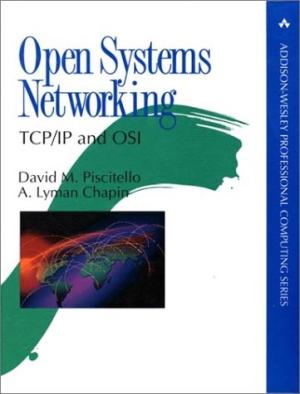 Open Systems
Networking
TCP/IP and OSI
David M. Piscitello
A. Lyman Chapin
ADDISON-WESLEY PROFESSIONAL COMPUTING SERIES